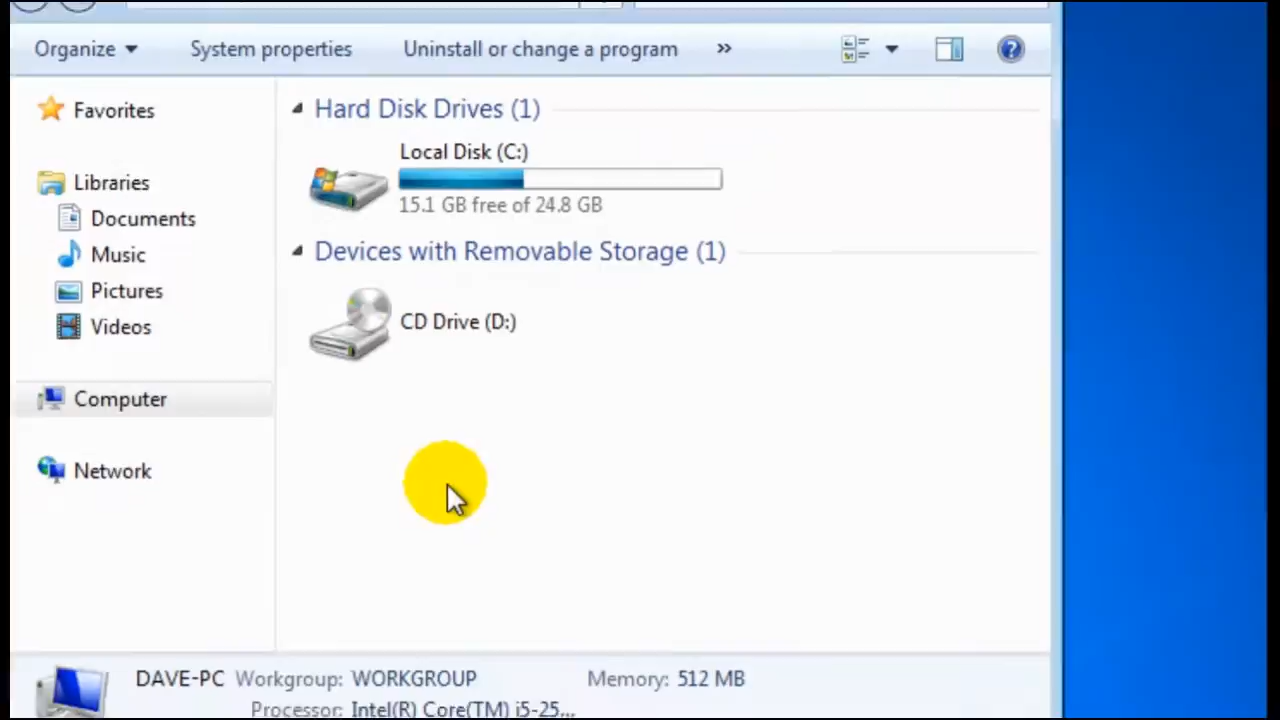 Organize System properties Uninstall or change a program »
Favorites
Libraries
Documents
Music
Pictures
Videos
Computer
Network
Hard Disk Drives (1)
Local Disk (C:)
15.1 GB free of 24.8 GB
Devices with Removable Storage (1)
CD Drive (D:)
DAVE-PC Workgroup: WORKGROUP Memory: 512 MB
Processor: Intel(R) Core(TM) i5-25...